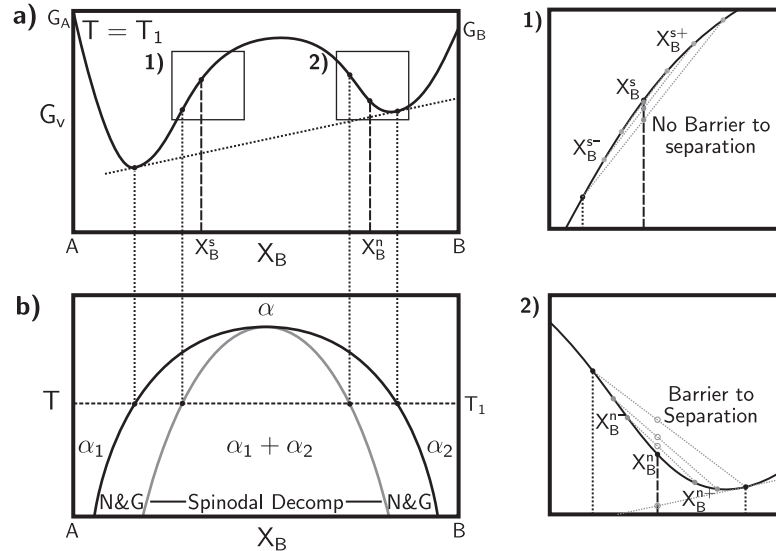 a)
G_A
T = T₁
G_B
1)
2)
G_v
A
X_B^s
X_B
X_B^n
B
b)
α
T
T₁
α₁
α₁ + α₂
α₂
N&G
Spinodal Decomp
N&G
A
X_B
B
1)
X_B^{s+}
X_B^s
No Barrier to
X_B^{s-}
separation
2)
Barrier to
Separation
X_B^{n-}
X_B^n
X_B^{n+}